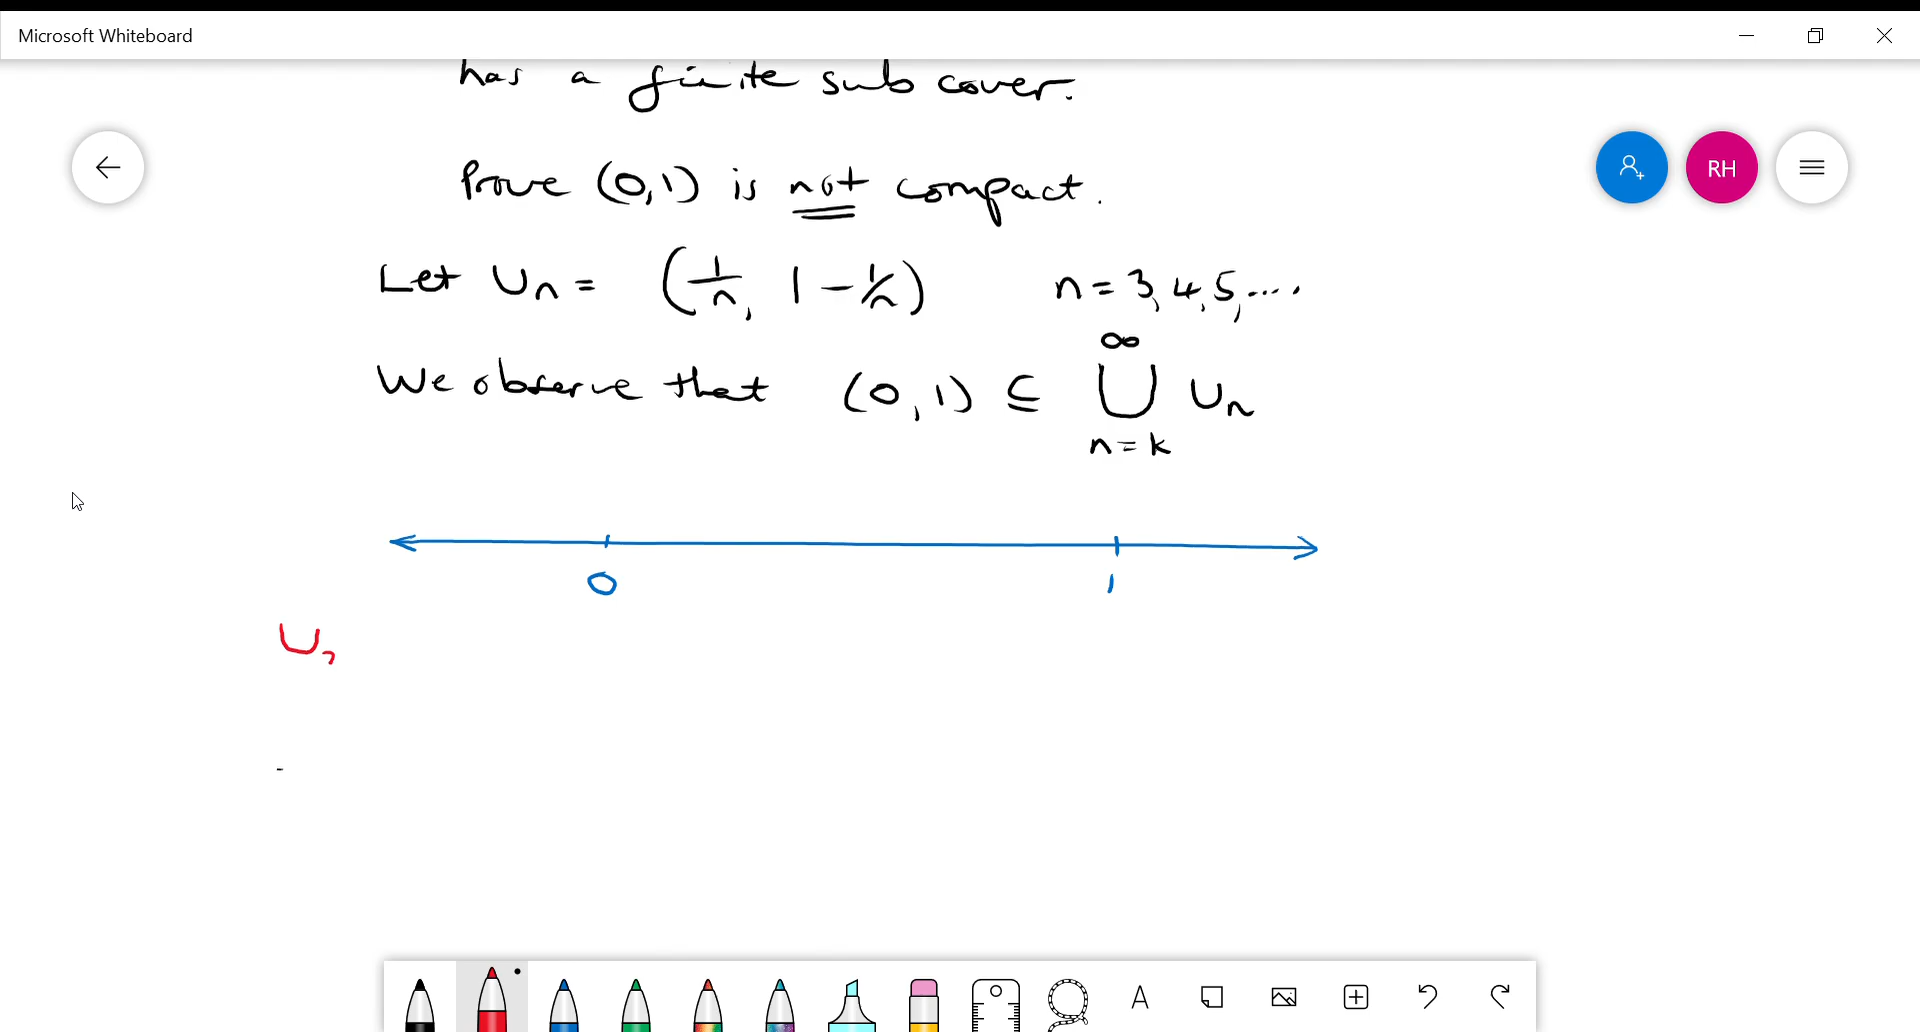 Microsoft Whiteboard
has a finite sub cover.
Prove (0,1) is not compact.
RH
Let Un = (1/n, 1-1/n) n = 3,4,5,....
We observe that (0,1) ⊆ ∞⋃n=k Un
0 1
U
A